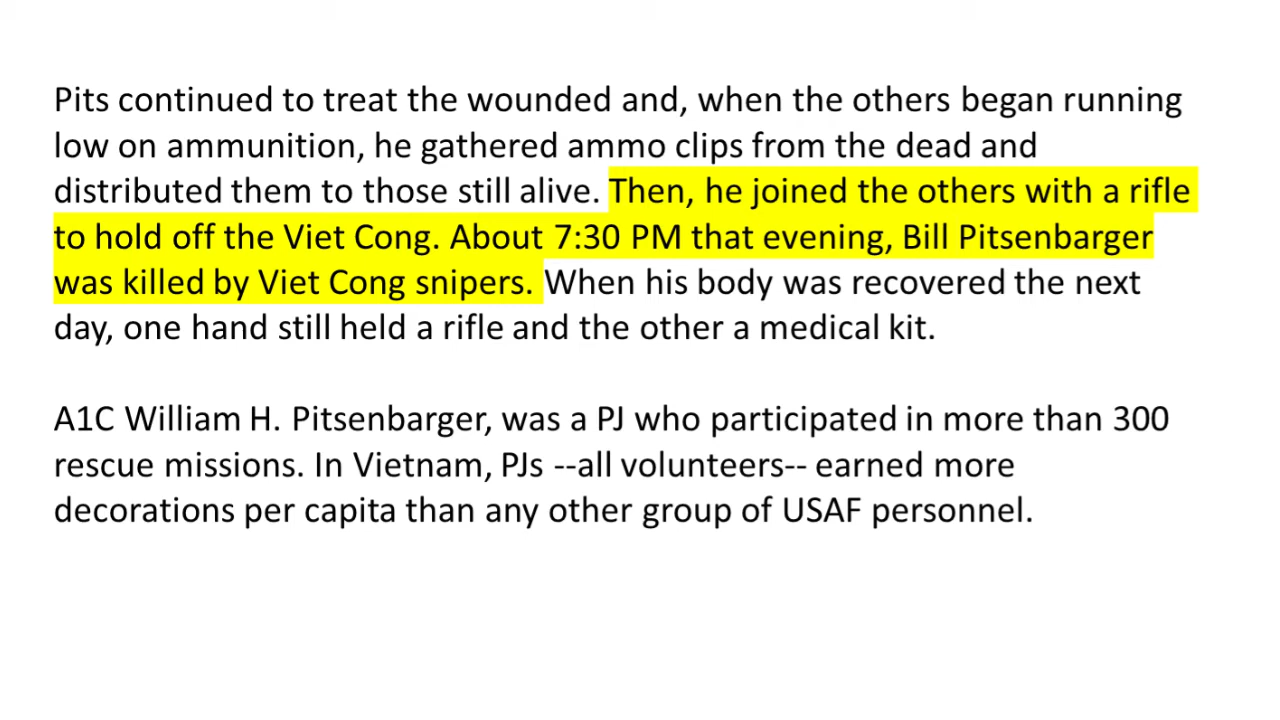 Pits continued to treat the wounded and, when the others began running
low on ammunition, he gathered ammo clips from the dead and
distributed them to those still alive. Then, he joined the others with a rifle
to hold off the Viet Cong. About 7:30 PM that evening, Bill Pitsenbarger
was killed by Viet Cong snipers. When his body was recovered the next
day, one hand still held a rifle and the other a medical kit.
A1C William H. Pitsenbarger, was a PJ who participated in more than 300
rescue missions. In Vietnam, PJs --all volunteers-- earned more
decorations per capita than any other group of USAF personnel.